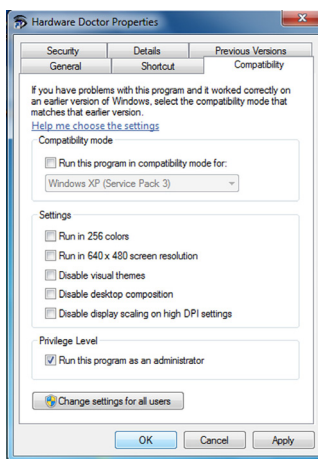 Hardware Doctor Properties
Security Details Previous Versions
General Shortcut Compatibility
If you have problems with this program and it worked correctly on
an earlier version of Windows, select the compatibility mode that
matches that earlier version.
Help me choose the settings
Compatibility mode
Run this program in compatibility mode for:
Windows XP (Service Pack 3)
Settings
Run in 256 colors
Run in 640 x 480 screen resolution
Disable visual themes
Disable desktop composition
Disable display scaling on high DPI settings
Privilege Level
Run this program as an administrator
Change settings for all users
OK Cancel Apply